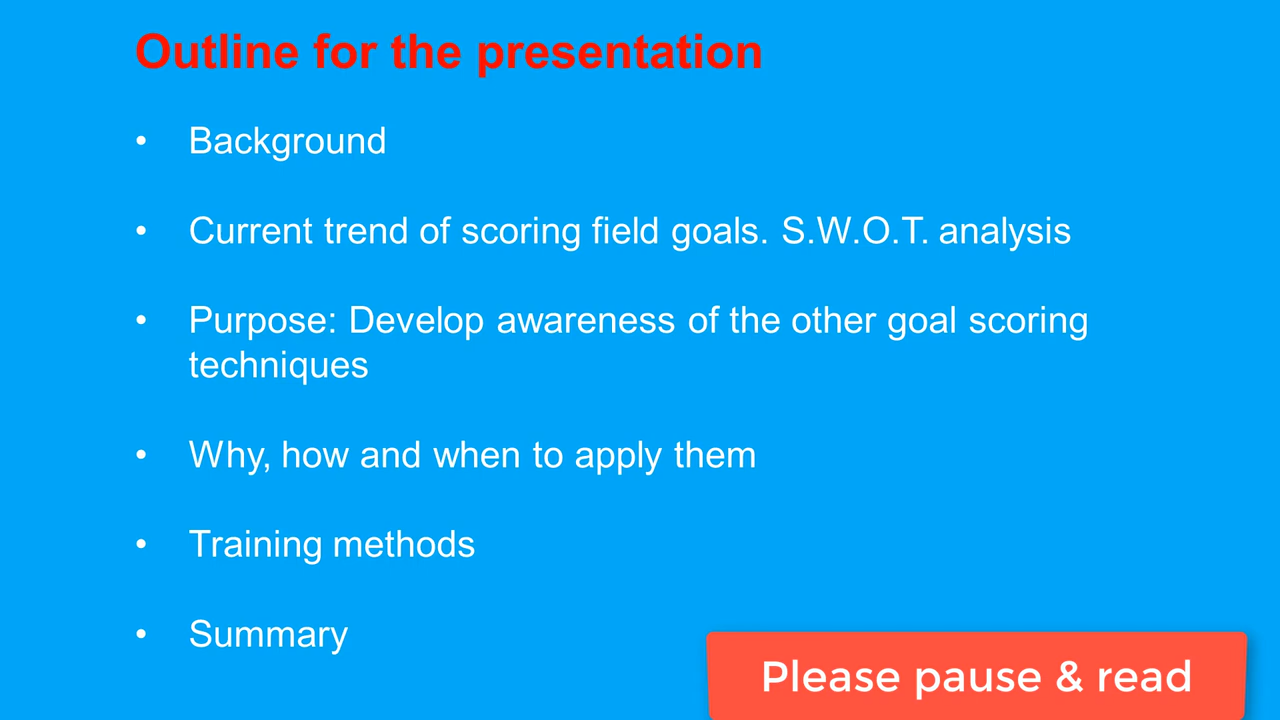 Outline for the presentation
• Background
• Current trend of scoring field goals. S.W.O.T. analysis
• Purpose: Develop awareness of the other goal scoring
techniques
• Why, how and when to apply them
• Training methods
• Summary
Please pause & read